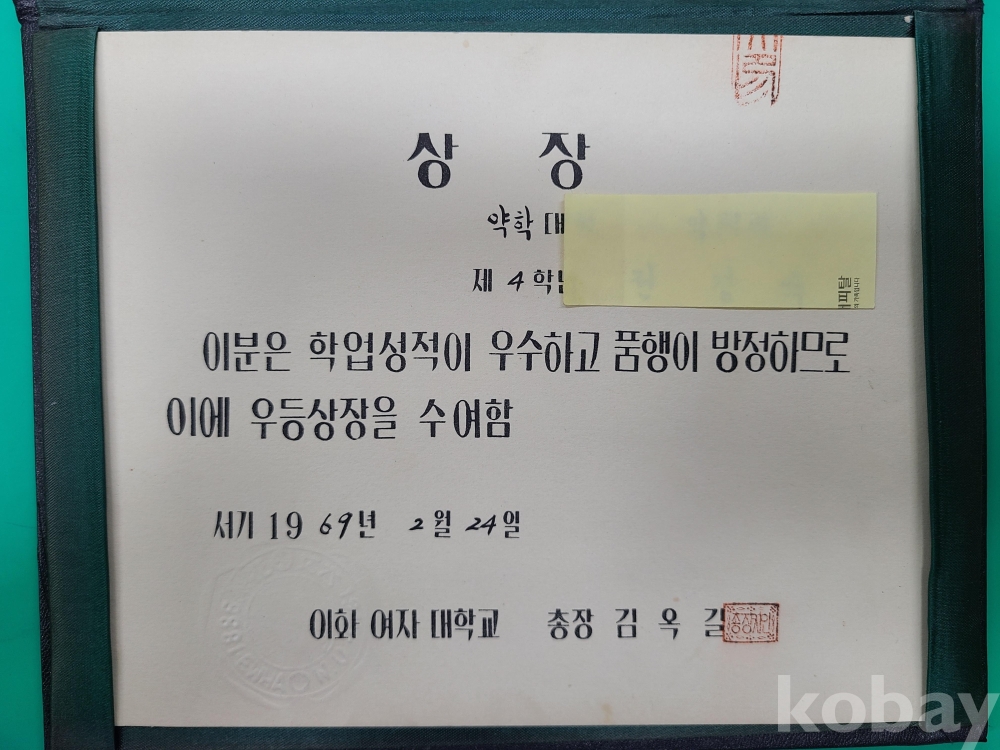 상 장
약학 대
제 4 학년
이분은 학업성적이 우수하고 품행이 방정하므로
이에 우등상장을 수여함
서기 1969년 2월 24일
이화 여자 대학교 총장 김 옥 길
kobay